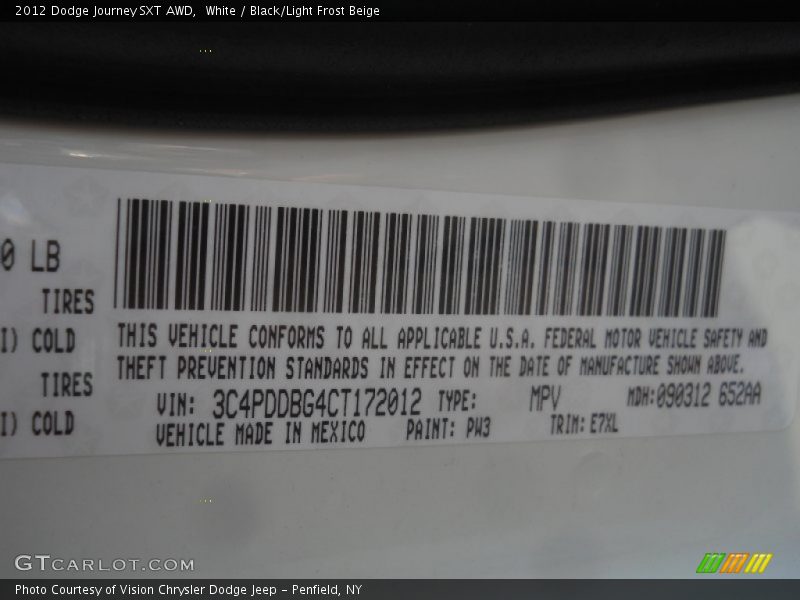 2012 Dodge Journey SXT AWD,  White / Black/Light Frost Beige
0 LB
TIRES
I) COLD
TIRES
I) COLD
THIS VEHICLE CONFORMS TO ALL APPLICABLE U.S.A. FEDERAL MOTOR VEHICLE SAFETY AND
THEFT PREVENTION STANDARDS IN EFFECT ON THE DATE OF MANUFACTURE SHOWN ABOVE.
VIN: 3C4PDDBG4CT172012 TYPE: MPV MDH:090312 652AA
VEHICLE MADE IN MEXICO PAINT: PW3 TRIM: E7XL
GTCARLOT.COM
Photo Courtesy of Vision Chrysler Dodge Jeep – Penfield, NY